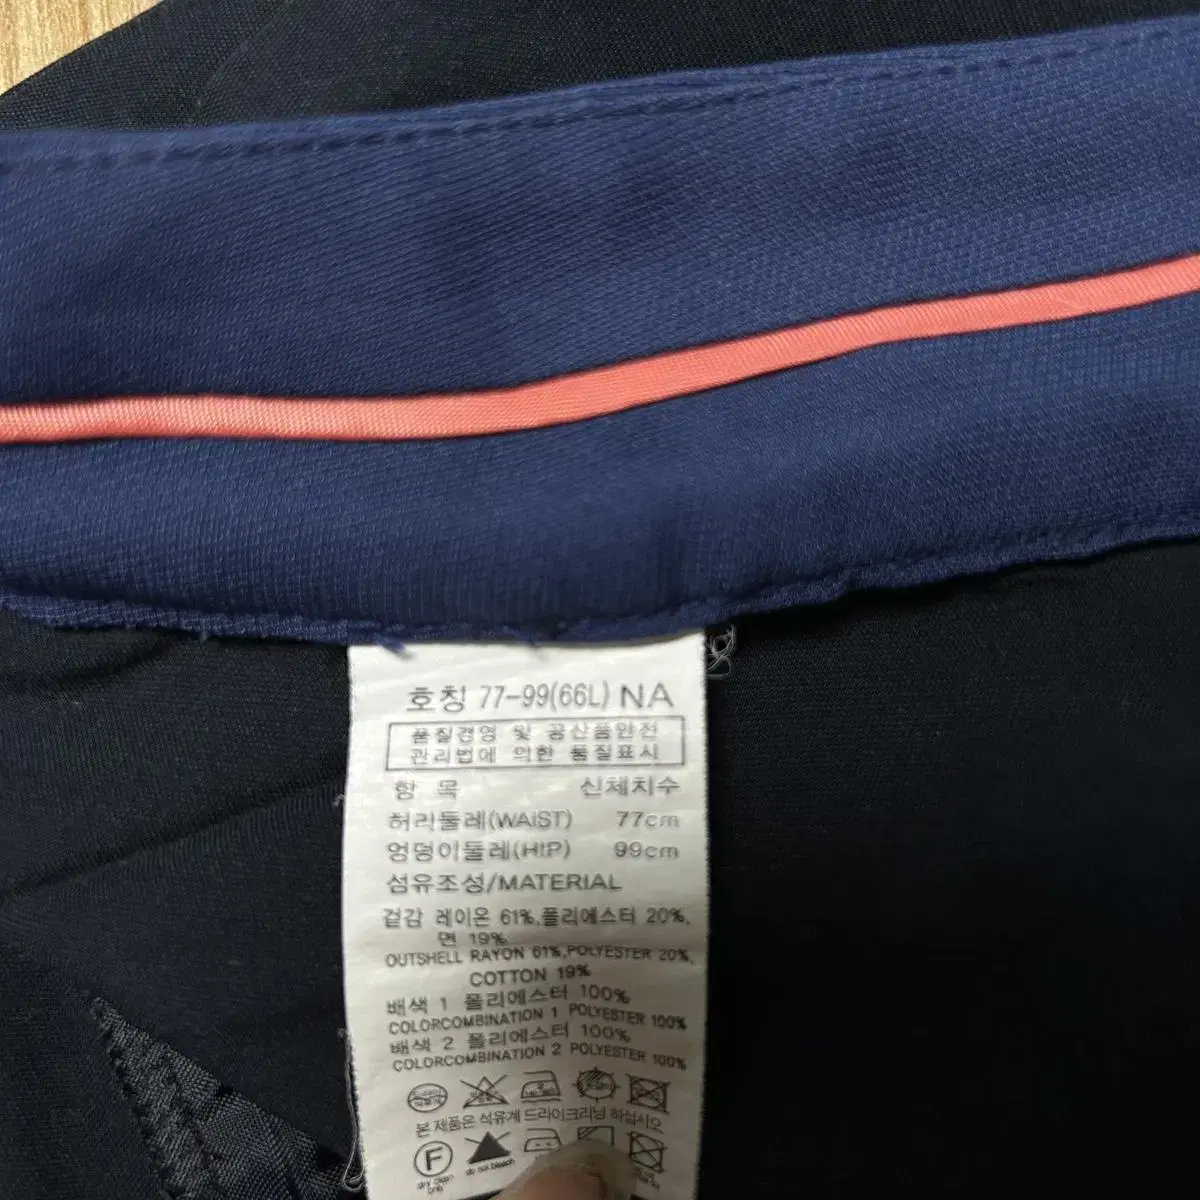 호칭 77-99(66L) NA
품질경영 및 공산품안전
관리법에 의한 품질표시
항 목 신체치수
허리둘레(WAIST) 77cm
엉덩이둘레(HIP) 99cm
섬유조성/MATERIAL
겉감 레이온 61%,폴리에스터 20%,
면 19%
OUTSHELL RAYON 61%,POLYESTER 20%,
COTTON 19%
배색 1 폴리에스터 100%
COLORCOMBINATION 1 POLYESTER 100%
배색 2 폴리에스터 100%
COLORCOMBINATION 2 POLYESTER 100%
본 제품은 석유계 드라이크리닝 하십시오
F
dry clean only
do not bleach